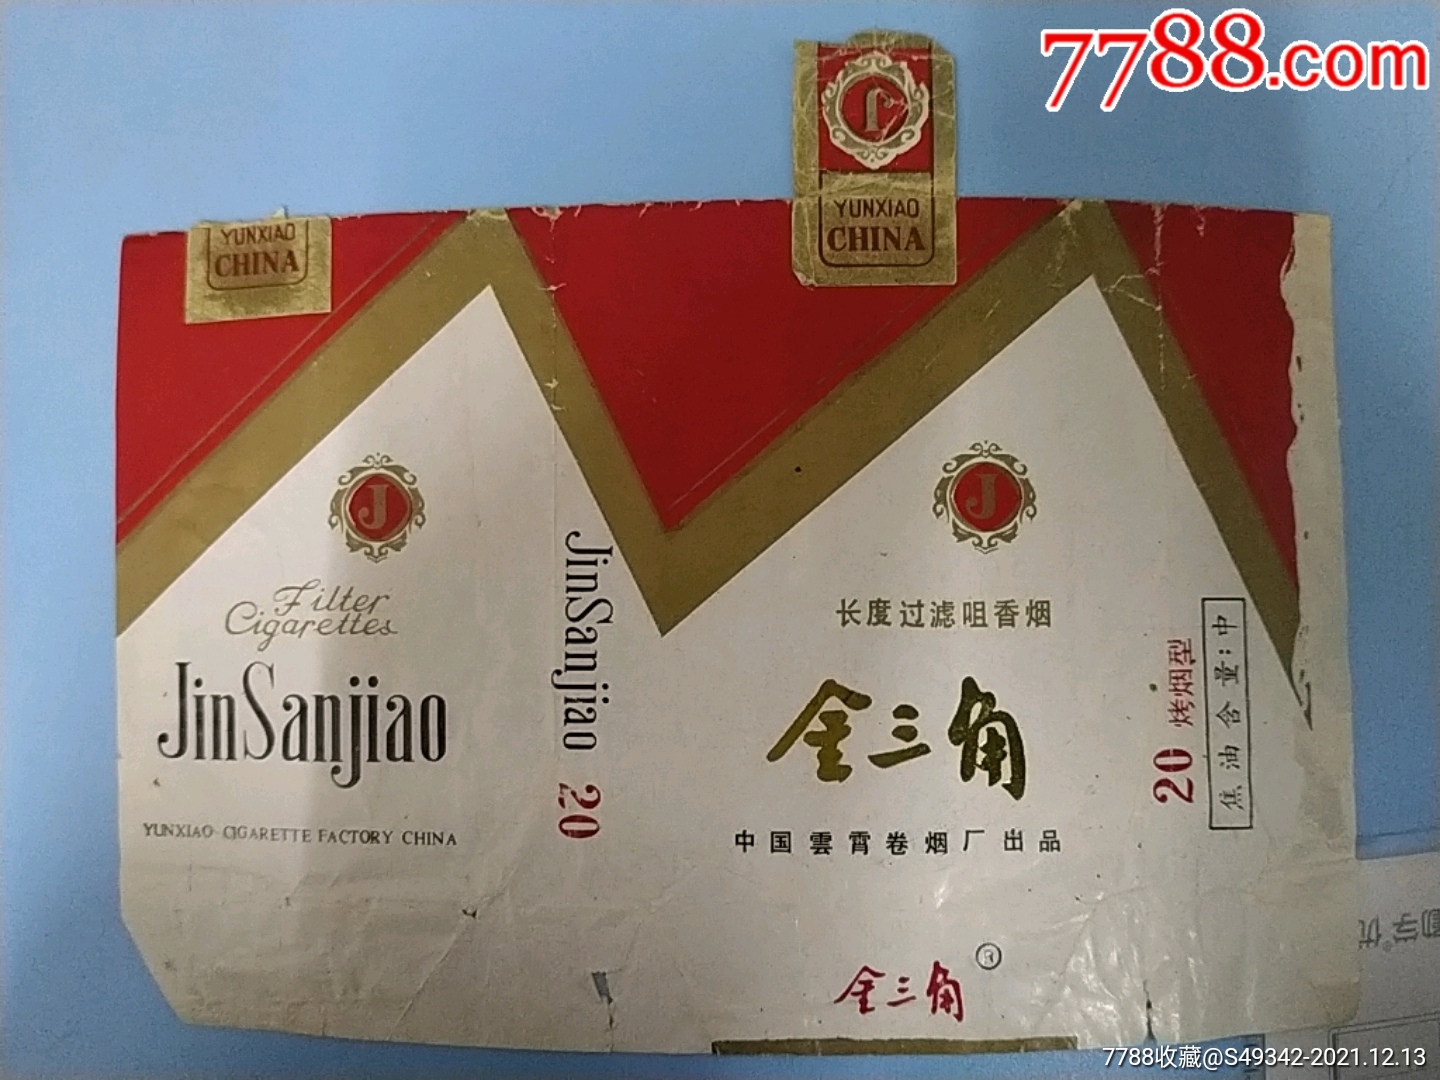 7788.com
J
YUNXIAO
CHINA
YUNXIAO
CHINA
J
Filter
Cigarettes
JinSanjiao
YUNXIAO CIGARETTE FACTORY CHINA
JinSanjiao 20
J
长度过滤咀香烟
金三角
中国雲霄卷烟厂出品
金三角®
20 烤烟型
焦油含量:中
7788收藏@S49342-2021.12.13